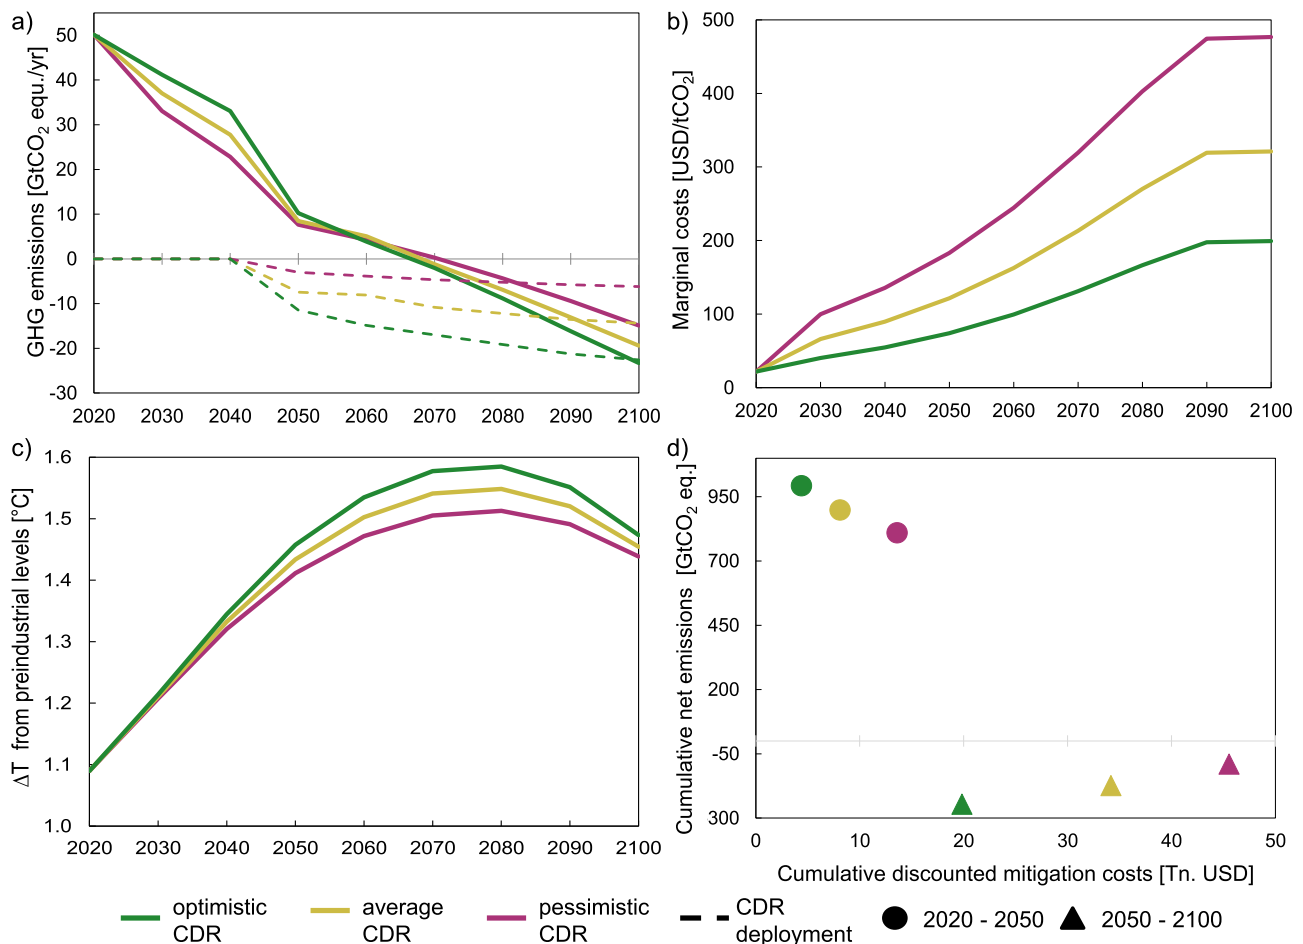 a)
GHG emissions [GtCO2 equ./yr]
50
40
30
20
10
0
-10
-20
-30
2020 2030 2040 2050 2060 2070 2080 2090 2100
b)
Marginal costs [USD/tCO2]
500
400
300
200
100
0
2020 2030 2040 2050 2060 2070 2080 2090 2100
c)
ΔT from preindustrial levels [°C]
1.6
1.5
1.4
1.3
1.2
1.1
1.0
2020 2030 2040 2050 2060 2070 2080 2090 2100
d)
Cumulative net emissions [GtCO2 eq.]
950
700
450
200
-50
300
0 10 20 30 40 50
Cumulative discounted mitigation costs [Tn. USD]
optimistic
CDR
average
CDR
pessimistic
CDR
CDR
deployment
2020 - 2050
2050 - 2100